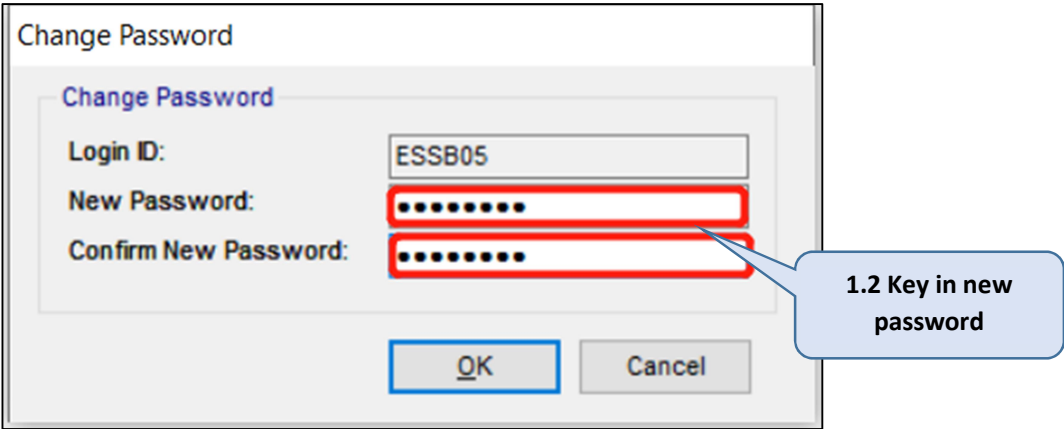 Change Password
Change Password
Login ID:
ESSB05
New Password:
••••••••
Confirm New Password:
••••••••
1.2 Key in new
password
OK
Cancel